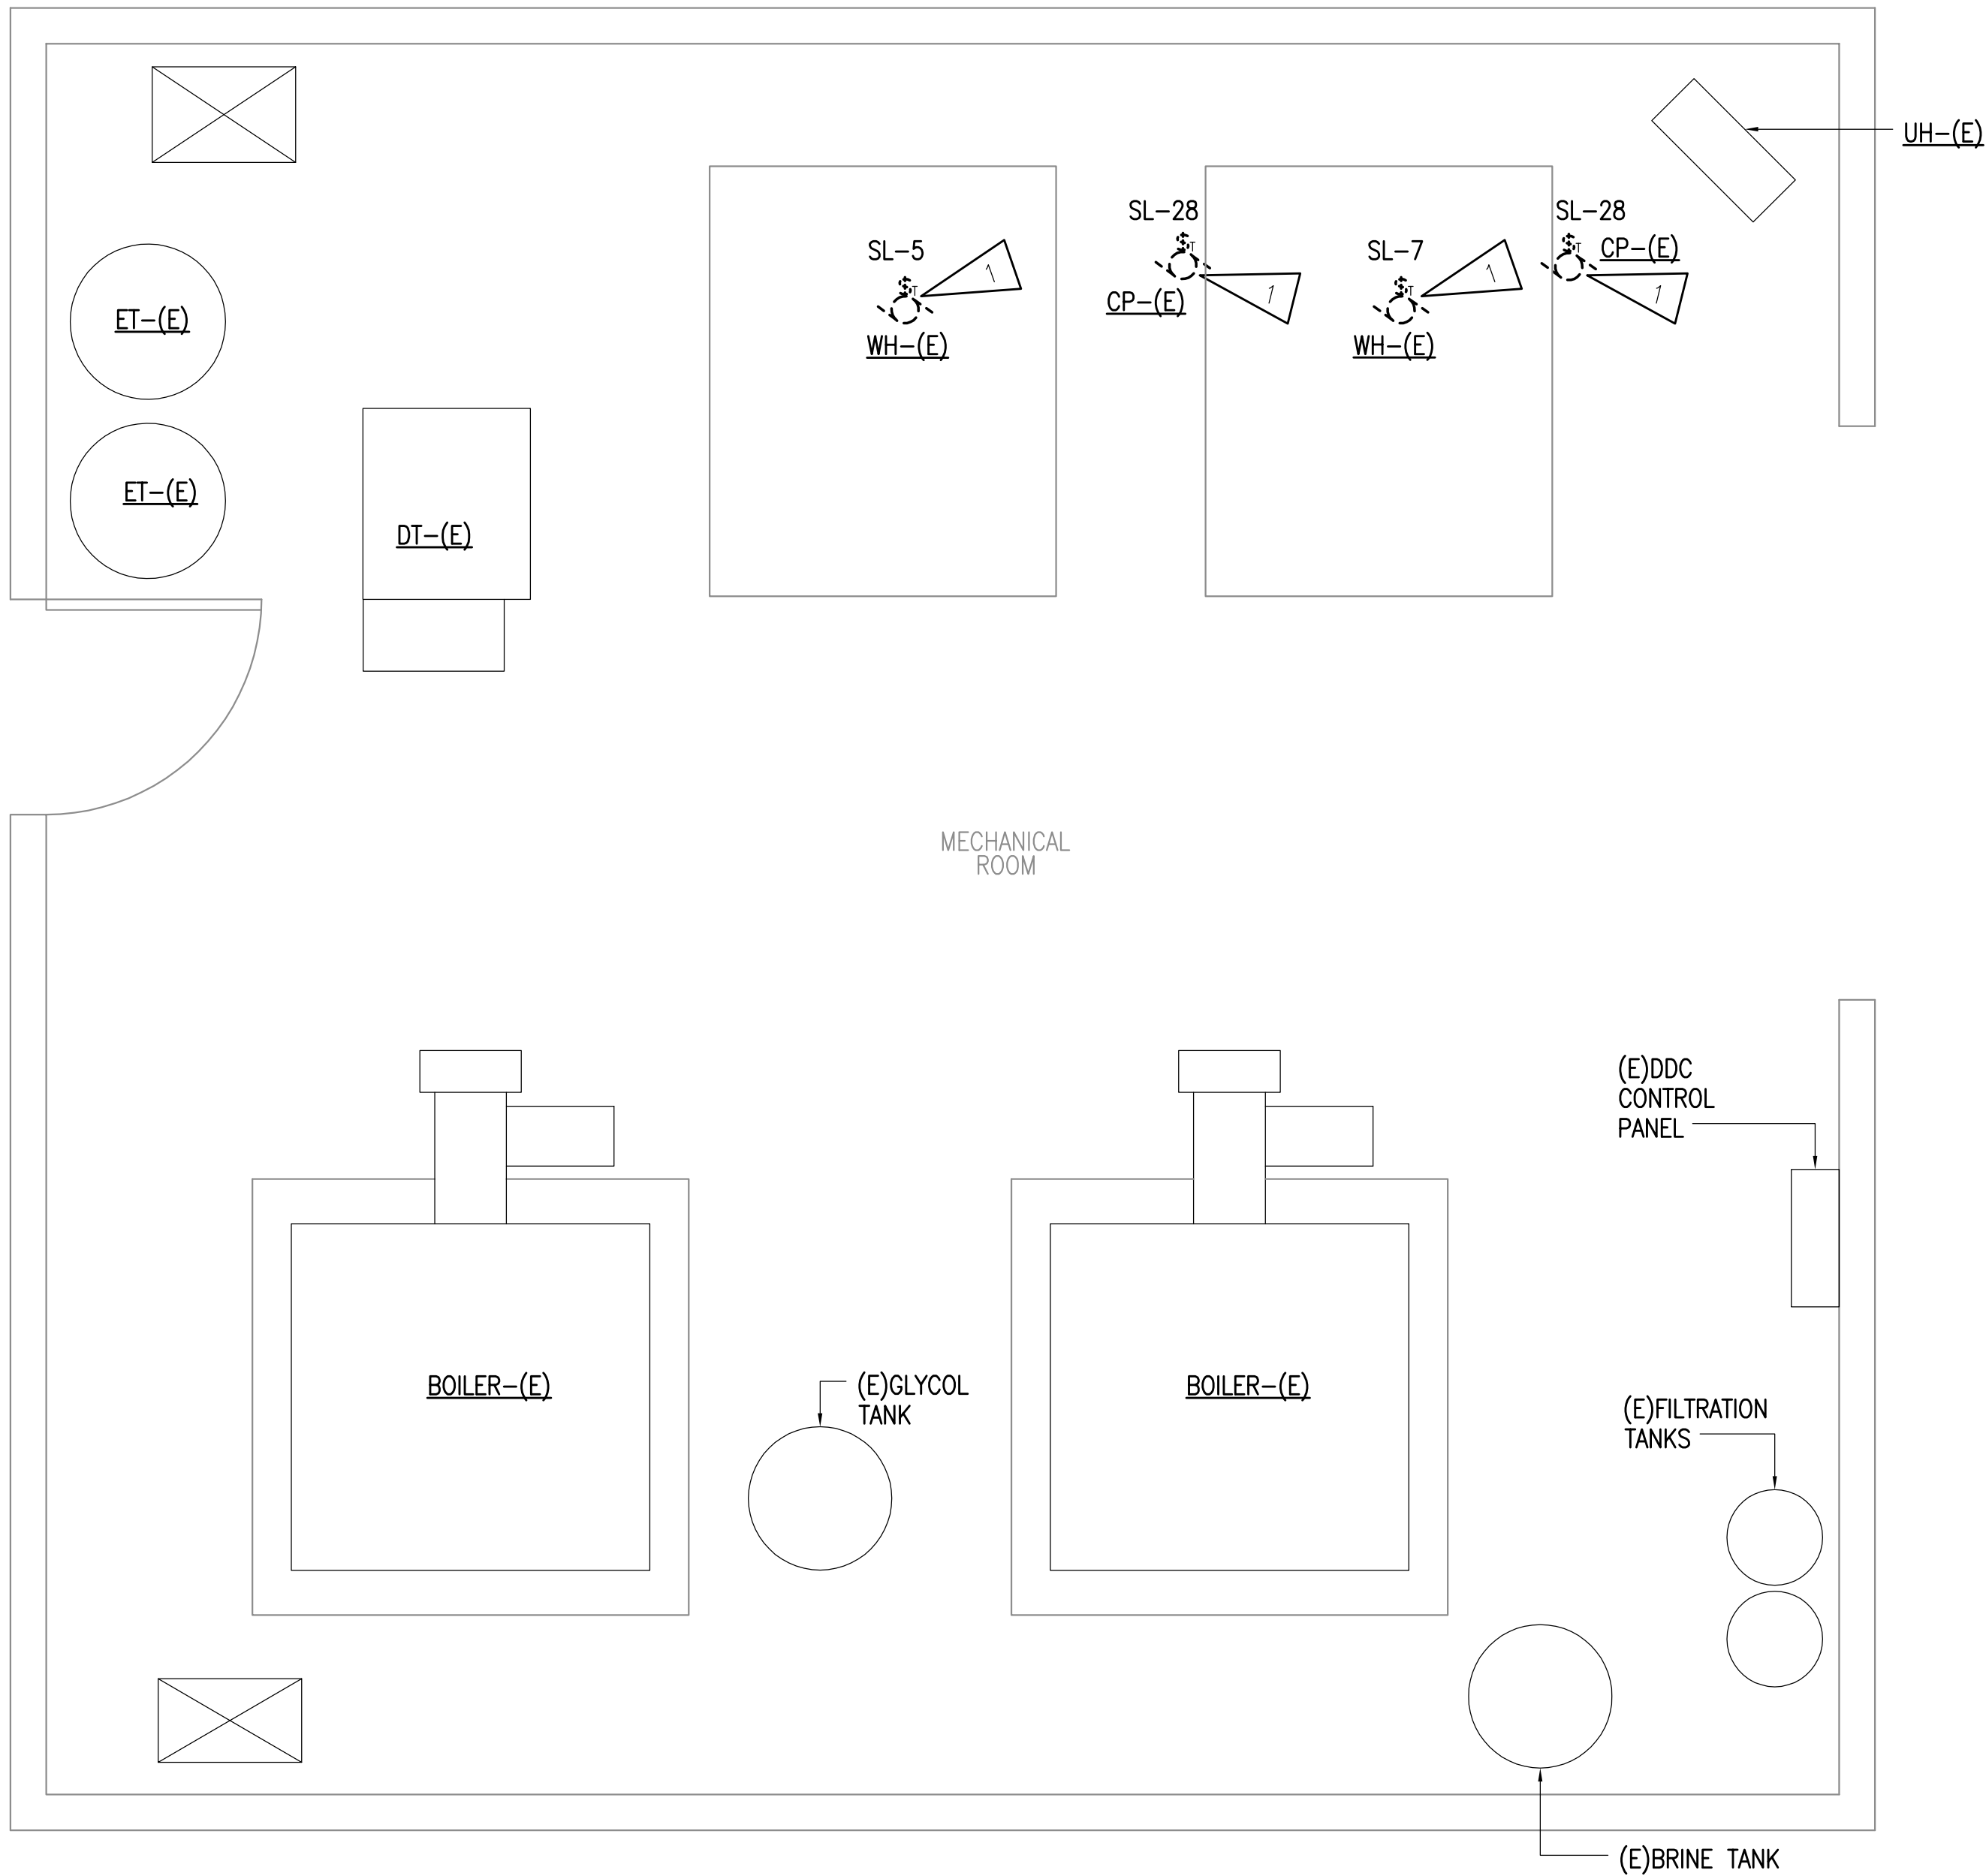 UH-(E)
SL-28
SL-28
SL-5
SL-7
CP-(E)
$T
$T
1
1
$T
$T
CP-(E)
1
1
ET-(E)
WH-(E)
WH-(E)
ET-(E)
DT-(E)
MECHANICAL
ROOM
(E)DDC
CONTROL
PANEL
BOILER-(E)
(E)GLYCOL
TANK
BOILER-(E)
(E)FILTRATION
TANKS
(E)BRINE TANK